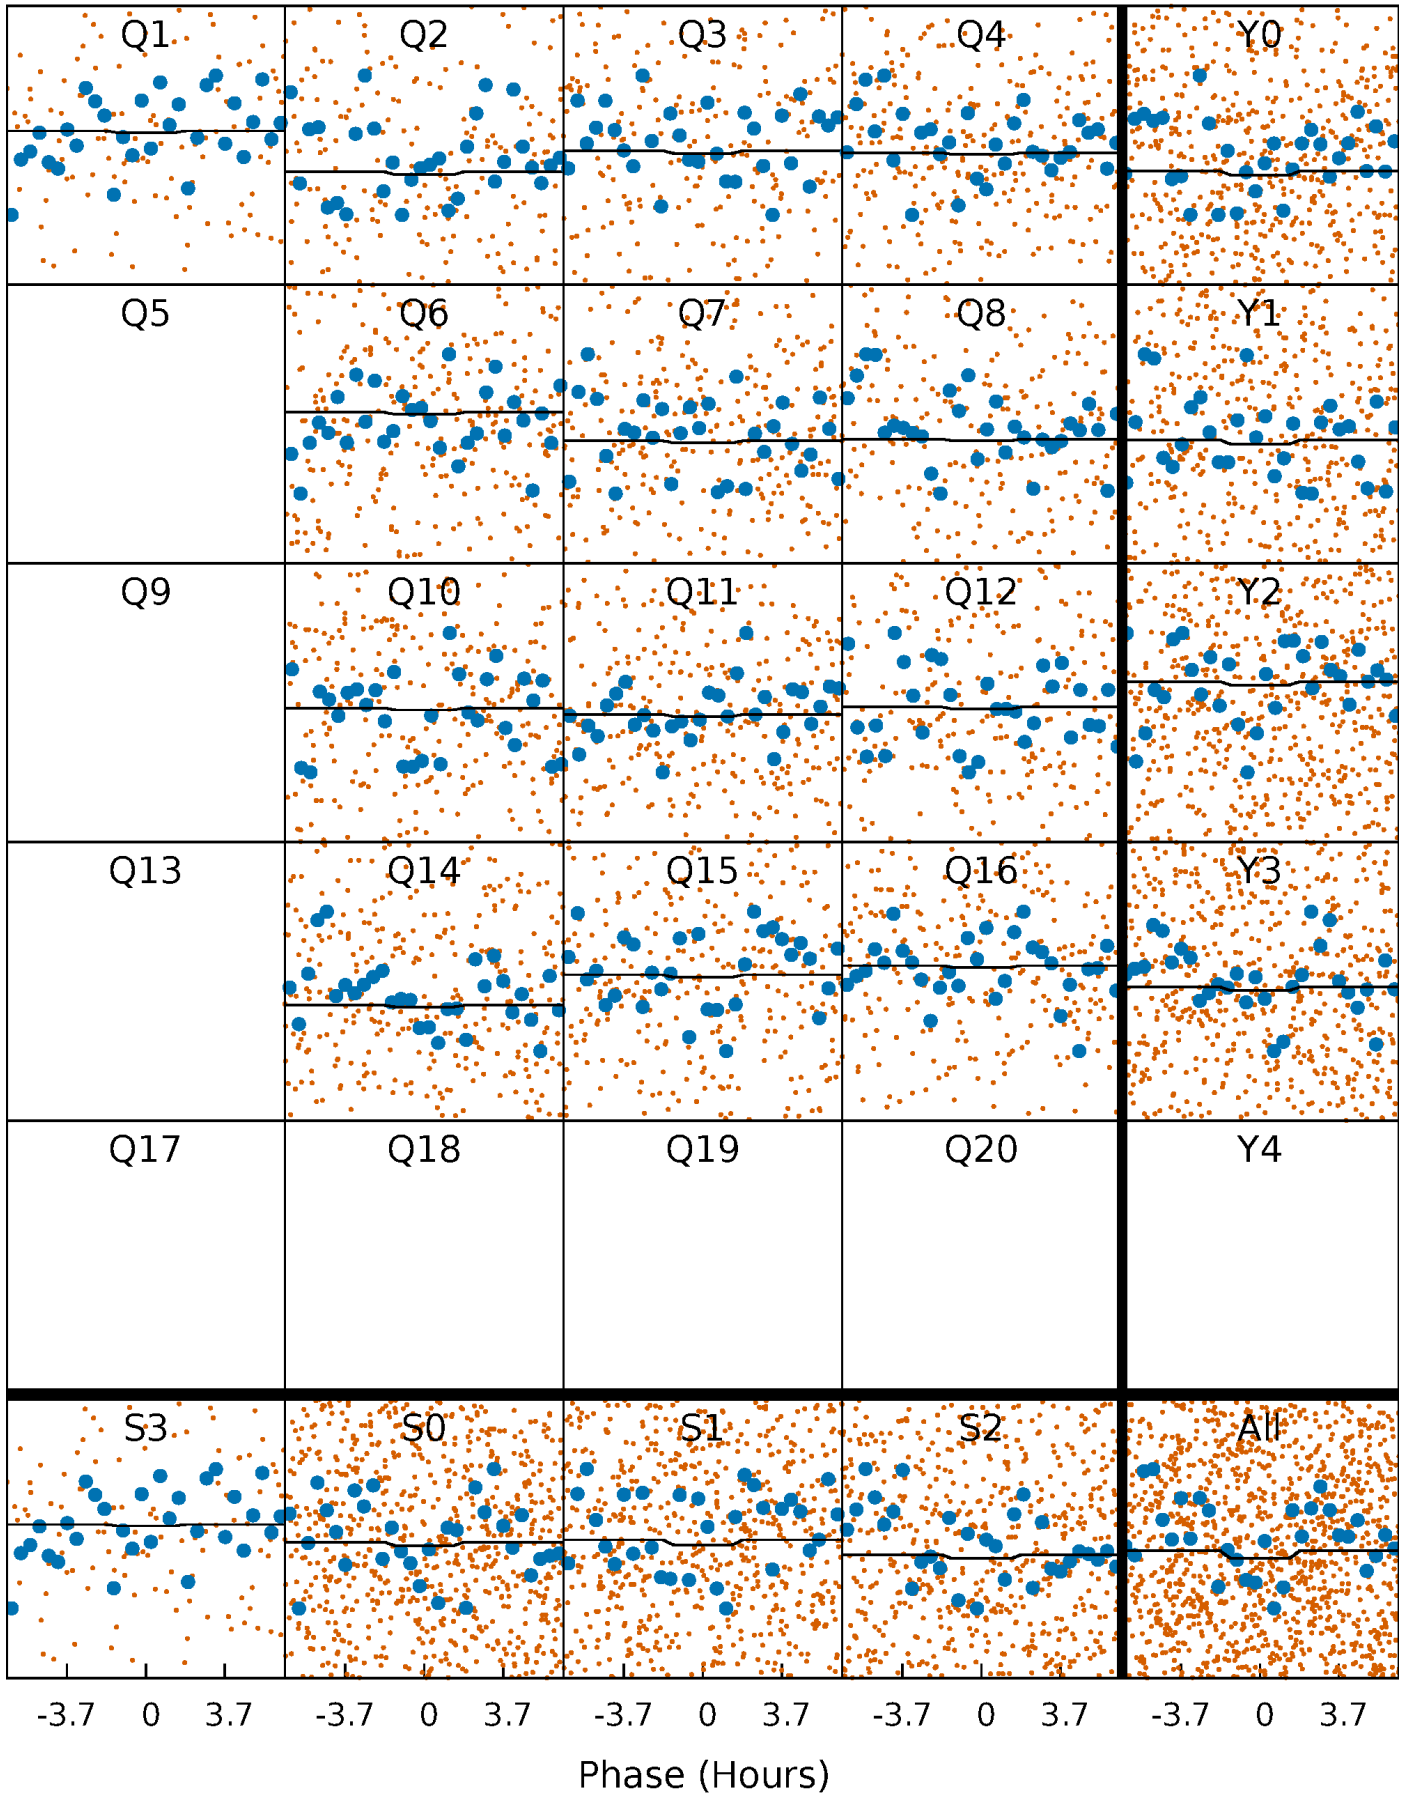 Q1 Q2 Q3 Q4 Y0
Q5 Q6 Q7 Q8 Y1
Q9 Q10 Q11 Q12 Y2
Q13 Q14 Q15 Q16 Y3
Q17 Q18 Q19 Q20 Y4
S3 S0 S1 S2 All
-3.7 0 3.7 -3.7 0 3.7 -3.7 0 3.7 -3.7 0 3.7 -3.7 0 3.7
Phase (Hours)